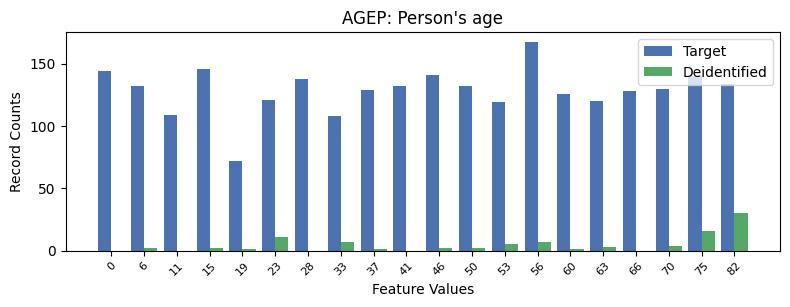 AGEP: Person's age
Record Counts
150
100
50
0
Target
Deidentified
0 6 11 15 19 23 28 33 37 41 46 50 53 56 60 63 66 70 75 82
Feature Values